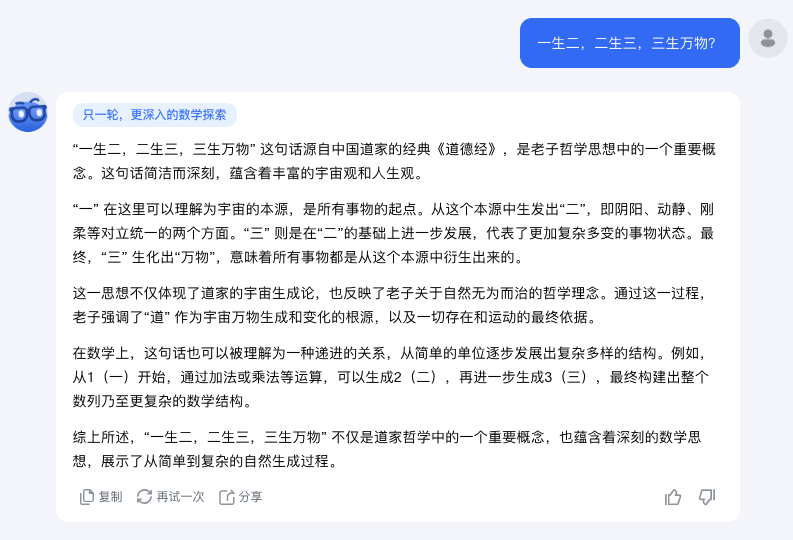 一生二，二生三，三生万物？
只一轮，更深入的数学探索
“一生二，二生三，三生万物” 这句话源自中国道家的经典《道德经》，是老子哲学思想中的一个重要概
念。这句话简洁而深刻，蕴含着丰富的宇宙观和人生观。
“一” 在这里可以理解为宇宙的本源，是所有事物的起点。从这个本源中生发出“二”，即阴阳、动静、刚
柔等对立统一的两个方面。“三” 则是在“二”的基础上进一步发展，代表了更加复杂多变的事物状态。最
终，“三” 生化出“万物”，意味着所有事物都是从这个本源中衍生出来的。
这一思想不仅体现了道家的宇宙生成论，也反映了老子关于自然无为而治的哲学理念。通过这一过程，
老子强调了“道” 作为宇宙万物生成和变化的根源，以及一切存在和运动的最终依据。
在数学上，这句话也可以被理解为一种递进的关系，从简单的单位逐步发展出复杂多样的结构。例如，
从1（一）开始，通过加法或乘法等运算，可以生成2（二），再进一步生成3（三），最终构建出整个
数列乃至更复杂的数学结构。
综上所述，“一生二，二生三，三生万物” 不仅是道家哲学中的一个重要概念，也蕴含着深刻的数学思
想，展示了从简单到复杂的自然生成过程。
复制 再试一次 分享